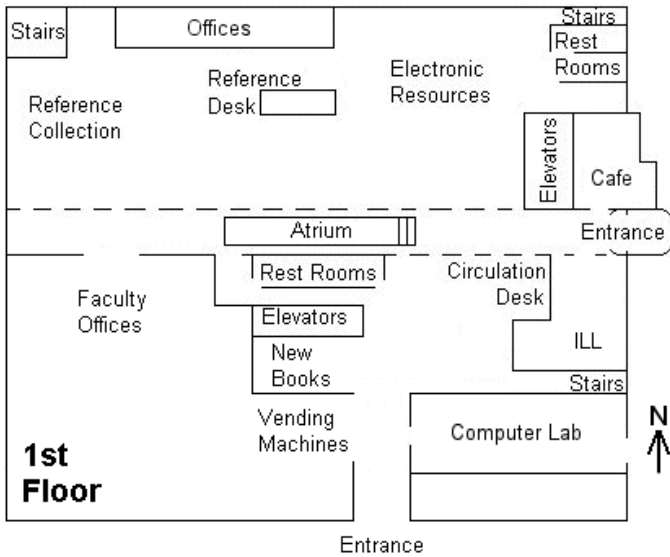 Stairs
Offices
Stairs
Rest
Rooms
Reference
Desk
Electronic
Resources
Reference
Collection
Elevators
Cafe
Atrium
Entrance
Rest Rooms
Circulation
Desk
Faculty
Offices
Elevators
ILL
New
Books
Stairs
Vending
Machines
Computer Lab
N
1st
Floor
Entrance